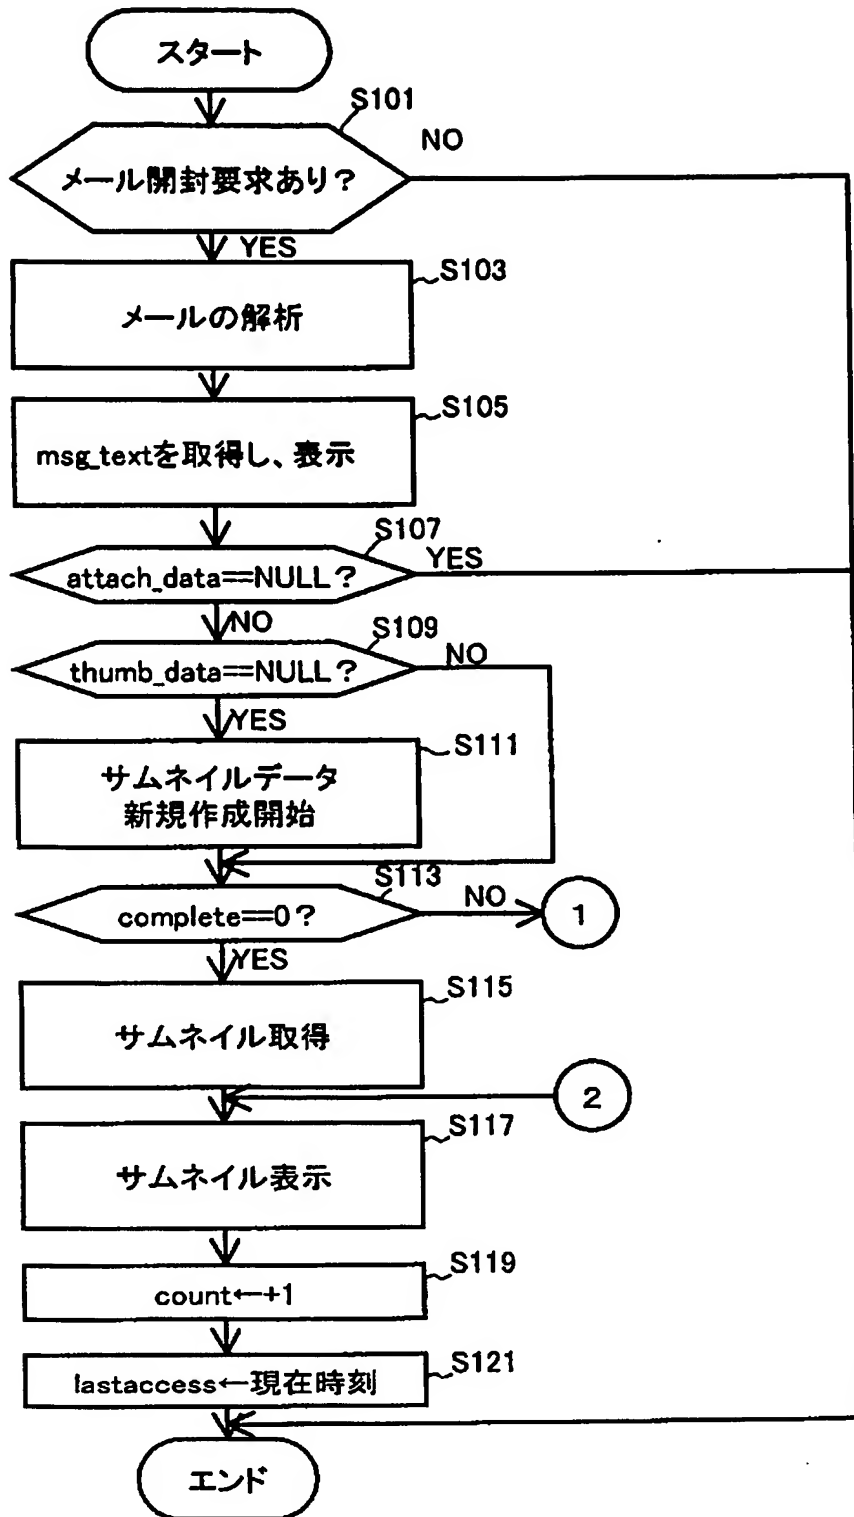 スタート
S101
NO
メール開封要求あり？
YES
S103
メールの解析
S105
msg_textを取得し、表示
S107
YES
attach_data==NULL？
NO
S109
NO
thumb_data==NULL？
YES
S111
サムネイルデータ
新規作成開始
S113
NO
complete==0？
1
YES
S115
サムネイル取得
2
S117
サムネイル表示
S119
count←+1
S121
lastaccess←現在時刻
エンド